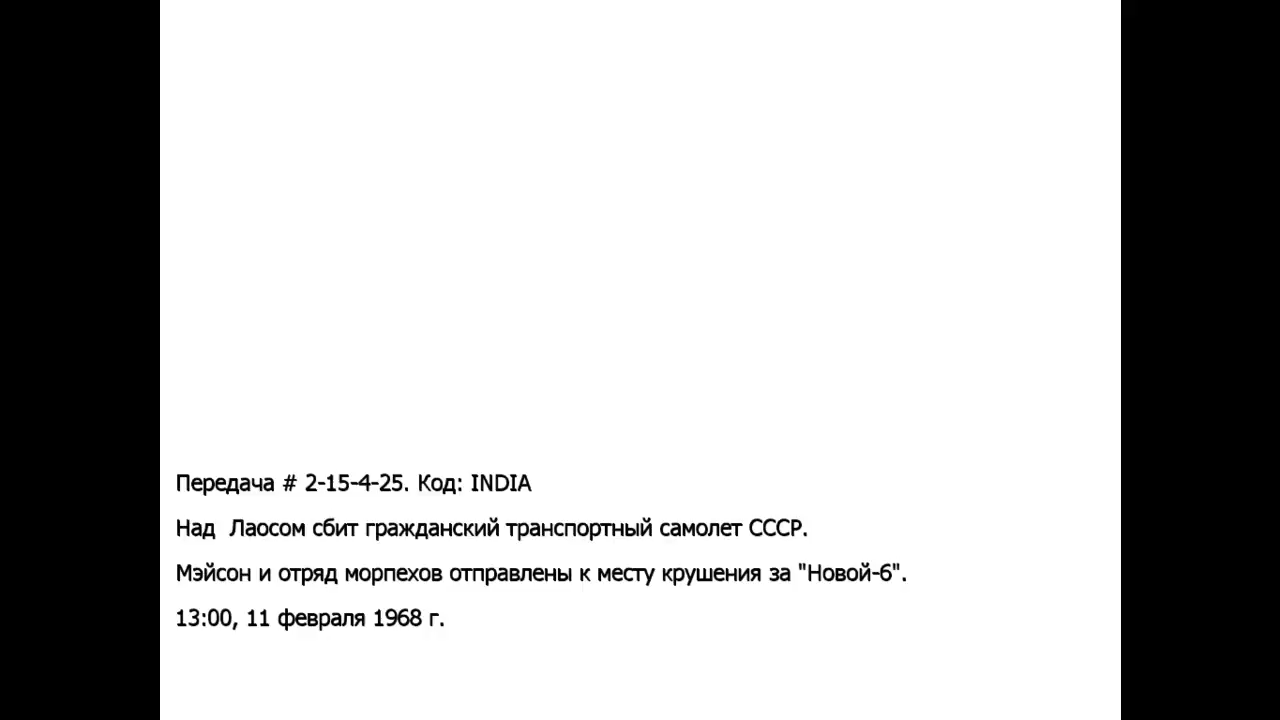 Передача # 2-15-4-25. Код: INDIA
Над  Лаосом сбит гражданский транспортный самолет СССР.
Мэйсон и отряд морпехов отправлены к месту крушения за "Новой-6".
13:00, 11 февраля 1968 г.